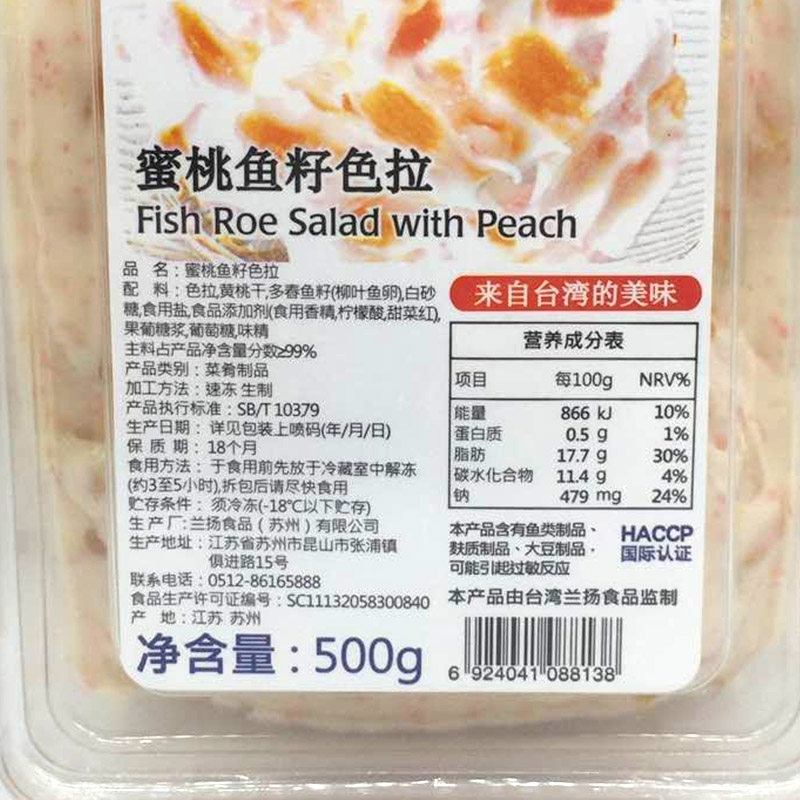 蜜桃鱼籽色拉
Fish Roe Salad with Peach
品 名：蜜桃鱼籽色拉
配 料：色拉,黄桃干,多春鱼籽(柳叶鱼卵),白砂
糖,食用盐,食品添加剂(食用香精,柠檬酸,甜菜红),
果葡糖浆,葡萄糖,味精
主料占产品净含量分数≥99%
产品类别：菜肴制品
加工方法：速冻 生制
产品执行标准：SB/T 10379
生产日期： 详见包装上喷码(年/月/日)
保 质 期： 18个月
食用方法： 于食用前先放于冷藏室中解冻
(约3至5小时),拆包后请尽快食用
贮存条件： 须冷冻(-18℃以下贮存)
生 产 厂: 兰扬食品（苏州）有限公司
生产地址： 江苏省苏州市昆山市张浦镇
俱进路15号
联系电话：0512-86165888
食品生产许可证编号：SC11132058300840
产 地：江苏 苏州
净含量：500g
来自台湾的美味
营养成分表
项目 每100g NRV%
能量 866 kJ 10%
蛋白质 0.5 g 1%
脂肪 17.7 g 30%
碳水化合物 11.4 g 4%
钠 479 mg 24%
本产品含有鱼类制品、
麸质制品、大豆制品，
可能引起过敏反应
HACCP
国际认证
本产品由台湾兰扬食品监制
6 924041 088138